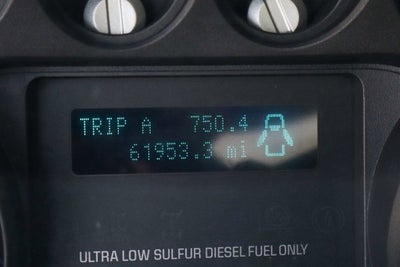 TRIP A 750.4
61953.3 mi
ULTRA LOW SULFUR DIESEL FUEL ONLY